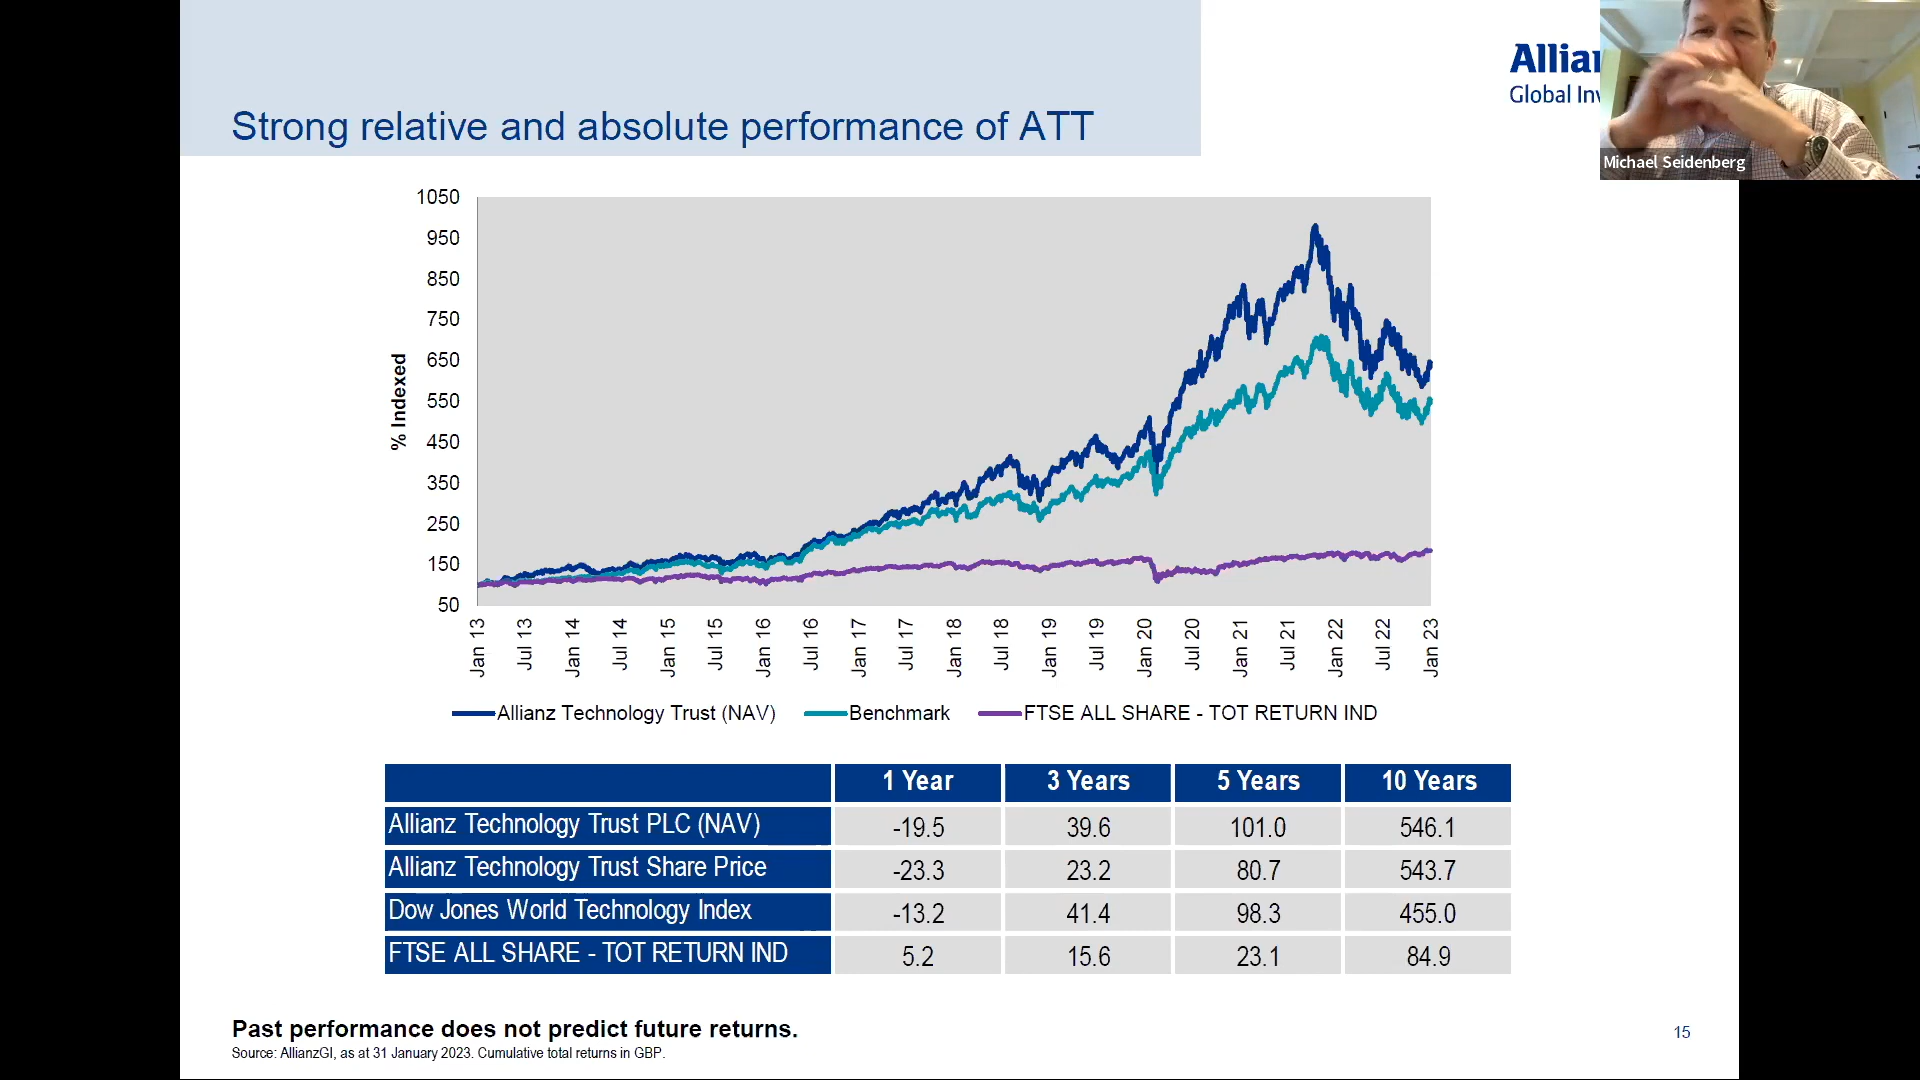 Allia
Global Inv
Michael Seidenberg
Strong relative and absolute performance of ATT
1050
950
850
750
650
550
450
350
250
150
50
% Indexed
Jan 13
Jul 13
Jan 14
Jul 14
Jan 15
Jul 15
Jan 16
Jul 16
Jan 17
Jul 17
Jan 18
Jul 18
Jan 19
Jul 19
Jan 20
Jul 20
Jan 21
Jul 21
Jan 22
Jul 22
Jan 23
Allianz Technology Trust (NAV) Benchmark FTSE ALL SHARE - TOT RETURN IND
1 Year 3 Years 5 Years 10 Years
Allianz Technology Trust PLC (NAV) -19.5 39.6 101.0 546.1
Allianz Technology Trust Share Price -23.3 23.2 80.7 543.7
Dow Jones World Technology Index -13.2 41.4 98.3 455.0
FTSE ALL SHARE - TOT RETURN IND 5.2 15.6 23.1 84.9
Past performance does not predict future returns.
Source: AllianzGI, as at 31 January 2023. Cumulative total returns in GBP.
15